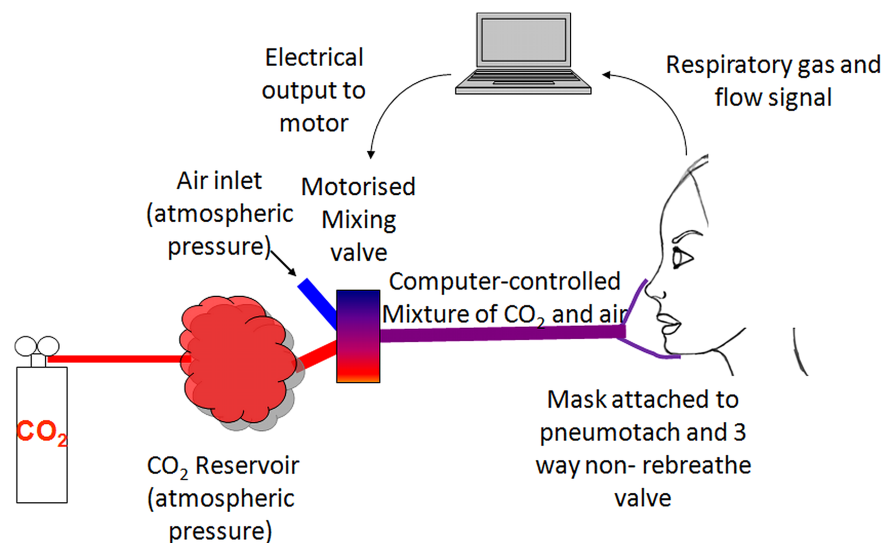 Electrical
output to
motor
Respiratory gas and
flow signal
Air inlet
(atmospheric
pressure)
Motorised
Mixing
valve
Computer-controlled
Mixture of CO₂ and air
CO₂
CO₂ Reservoir
(atmospheric
pressure)
Mask attached to
pneumotach and 3
way non- rebreathe
valve